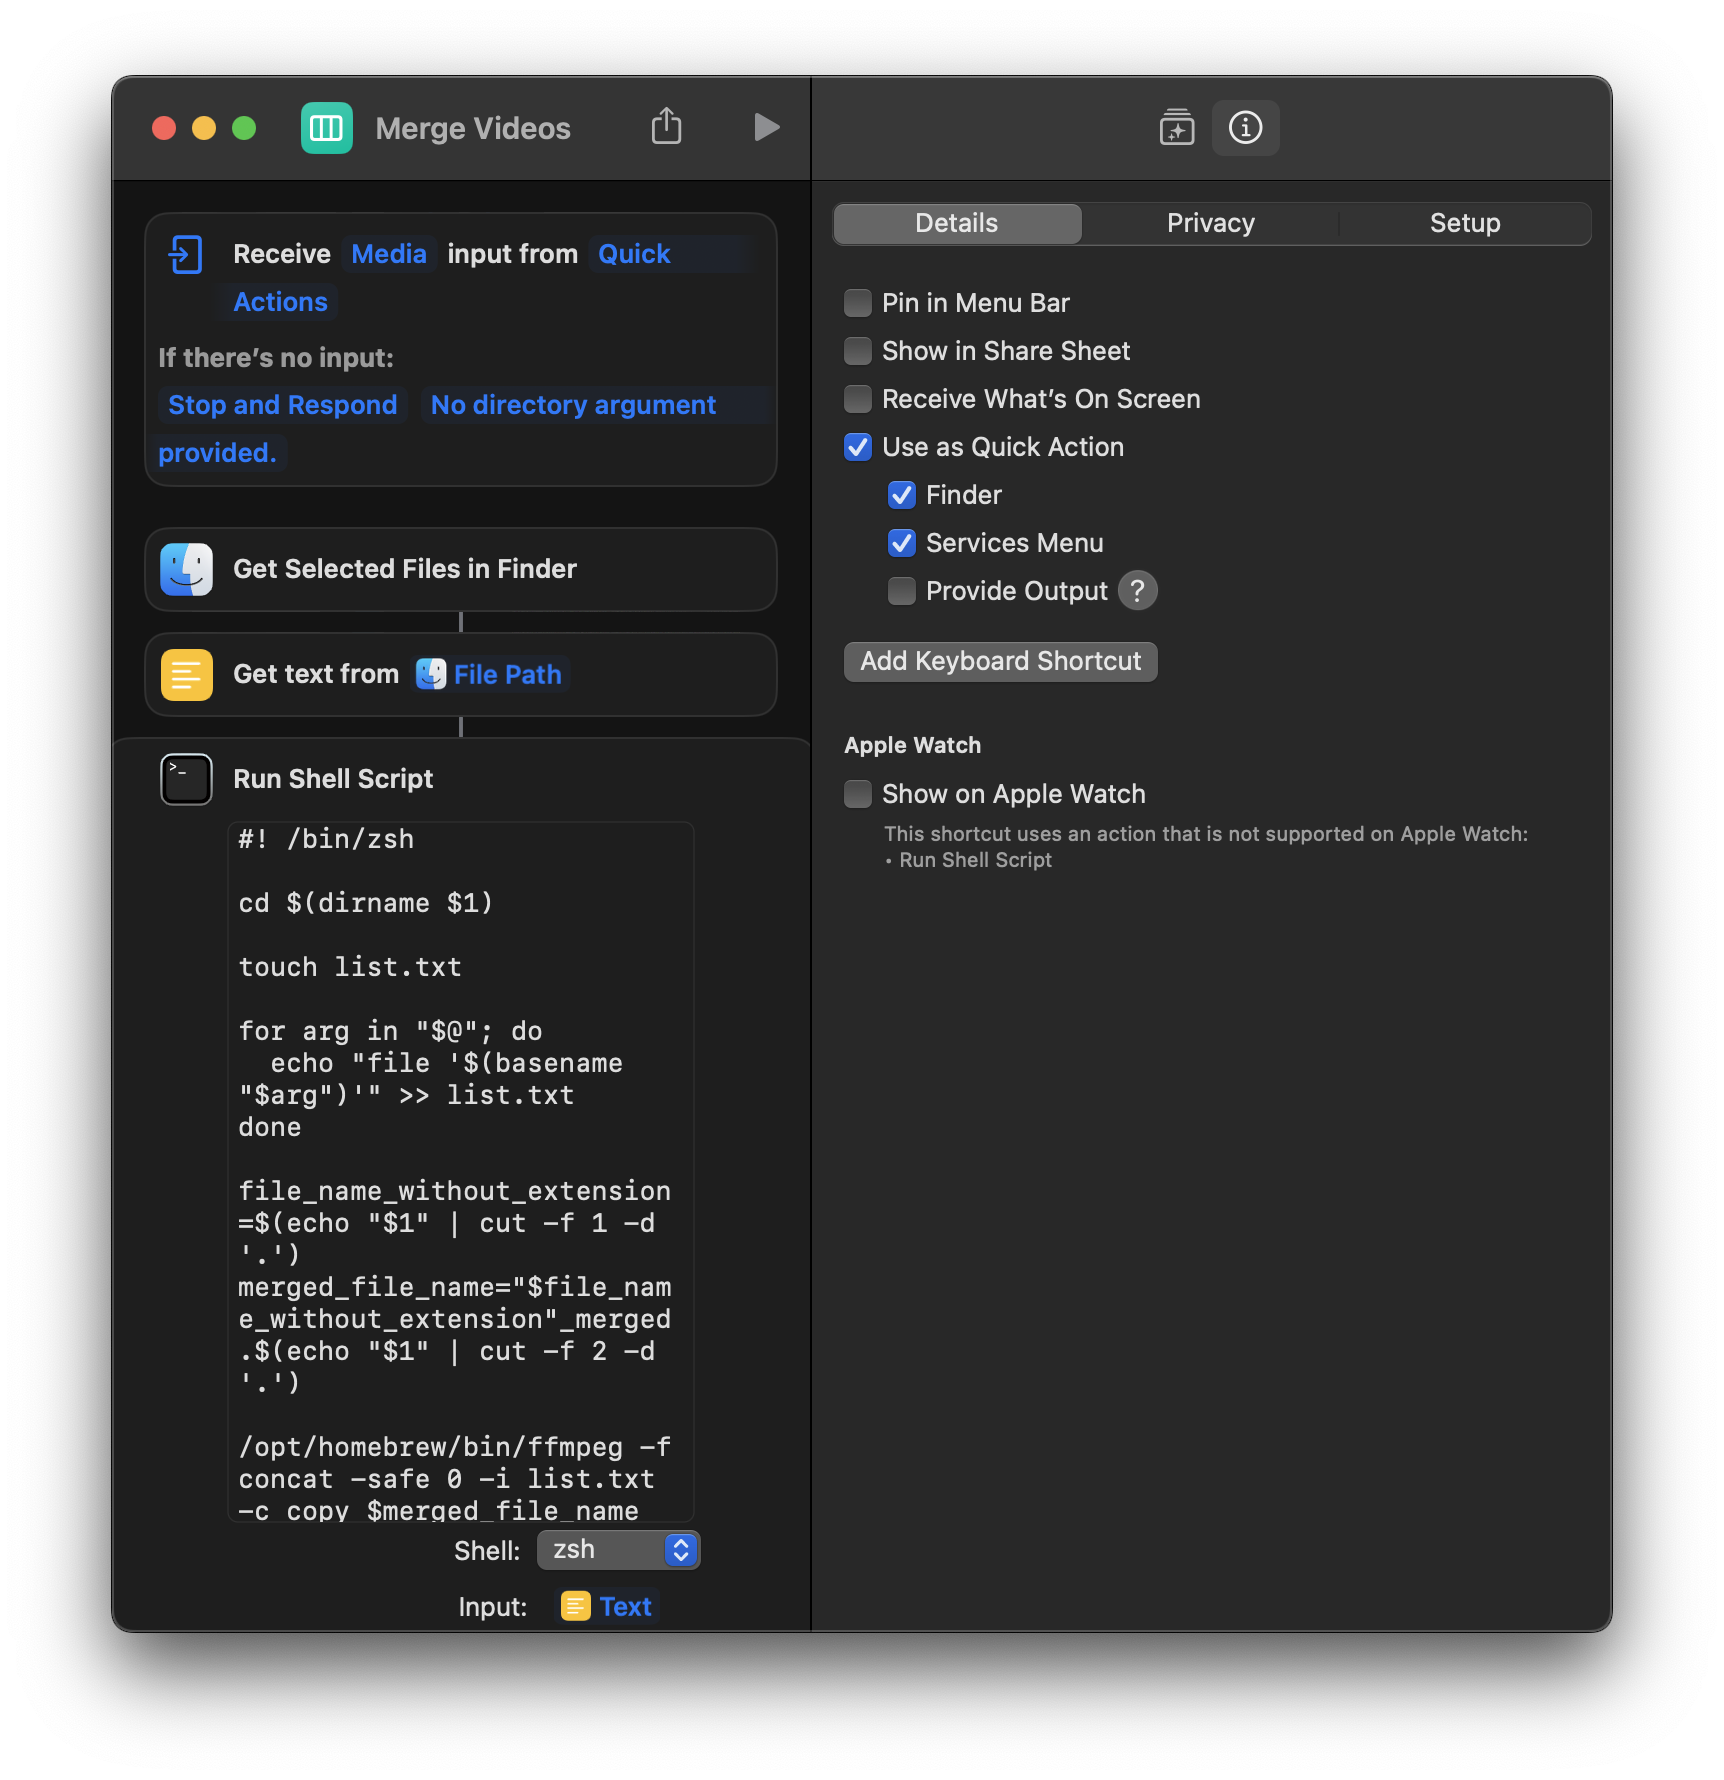 Merge Videos
Receive Media input from Quick
Actions
If there’s no input:
Stop and Respond No directory argument
provided.
Get Selected Files in Finder
Get text from File Path
>_
Run Shell Script
#! /bin/zsh
cd $(dirname $1)
touch list.txt
for arg in "$@"; do
echo "file '$(basename
"$arg")'" >> list.txt
done
file_name_without_extension
=$(echo "$1" | cut -f 1 -d
'.')
merged_file_name="$file_nam
e_without_extension"_merged
.$(echo "$1" | cut -f 2 -d
'.')
/opt/homebrew/bin/ffmpeg -f
concat -safe 0 -i list.txt
-c copy $merged_file_name
Shell: zsh
Input: Text
Details Privacy Setup
Pin in Menu Bar
Show in Share Sheet
Receive What’s On Screen
Use as Quick Action
Finder
Services Menu
Provide Output ?
Add Keyboard Shortcut
Apple Watch
Show on Apple Watch
This shortcut uses an action that is not supported on Apple Watch:
• Run Shell Script